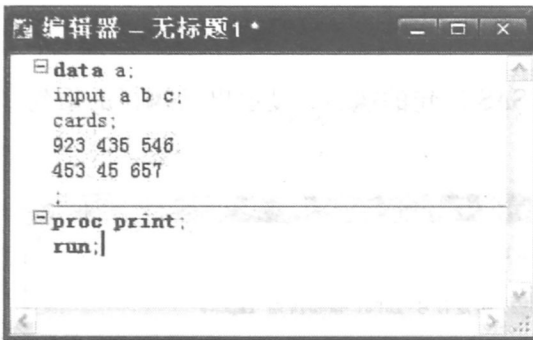 编辑器 – 无标题1 *
data a;
input a b c;
cards;
923 435 546
453 45 657
;
proc print;
run;